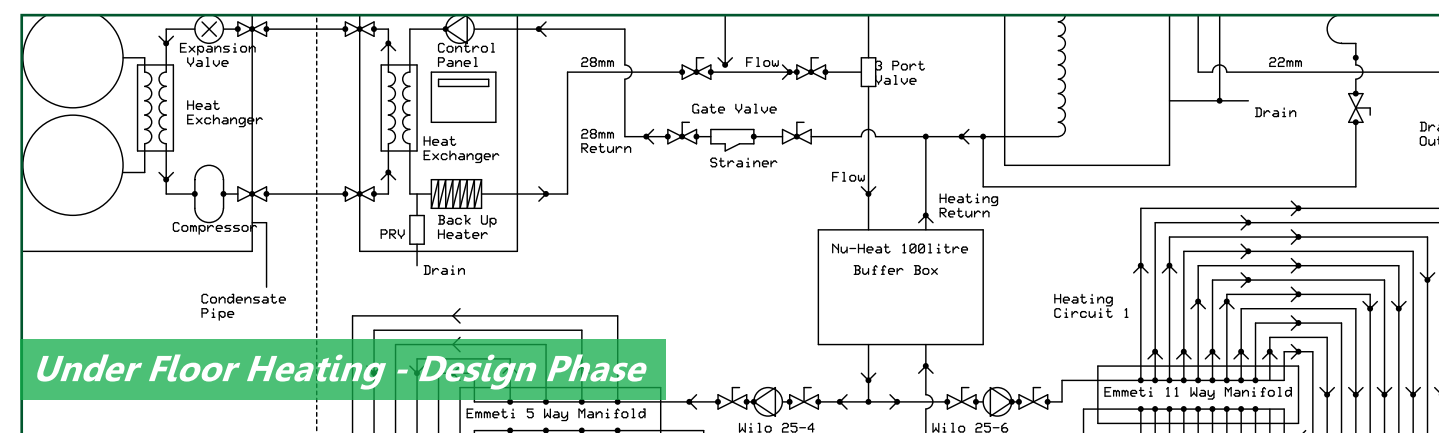 Expansion
Valve
Heat
Exchanger
Compressor
Condensate
Pipe
Control
Panel
Heat
Exchanger
Back Up
Heater
PRV
Drain
28mm
28mm
Return
Flow
Gate Valve
Strainer
3 Port
Valve
Flow
Heating
Return
Nu-Heat 100litre
Buffer Box
22mm
Drain
Heating
Circuit 1
Under Floor Heating - Design Phase
Emmeti 5 Way Manifold
Wilo 25-4
Wilo 25-6
Emmeti 11 Way Manifold